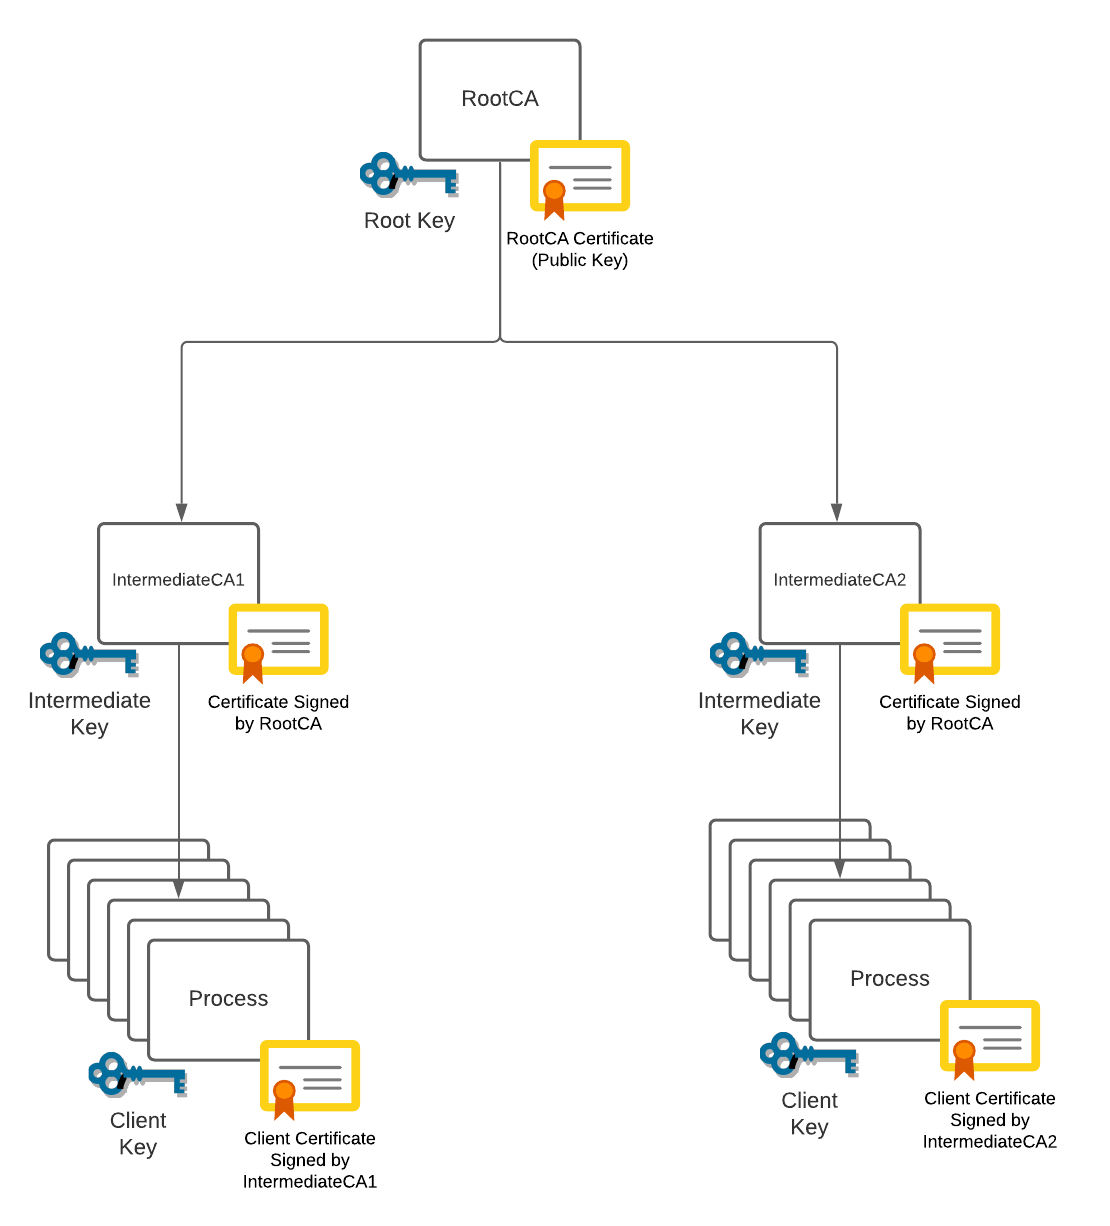 RootCA
Root Key
RootCA Certificate
(Public Key)
IntermediateCA1
Intermediate
Key
Certificate Signed
by RootCA
IntermediateCA2
Intermediate
Key
Certificate Signed
by RootCA
Process
Client
Key
Client Certificate
Signed by
IntermediateCA1
Process
Client
Key
Client Certificate
Signed by
IntermediateCA2